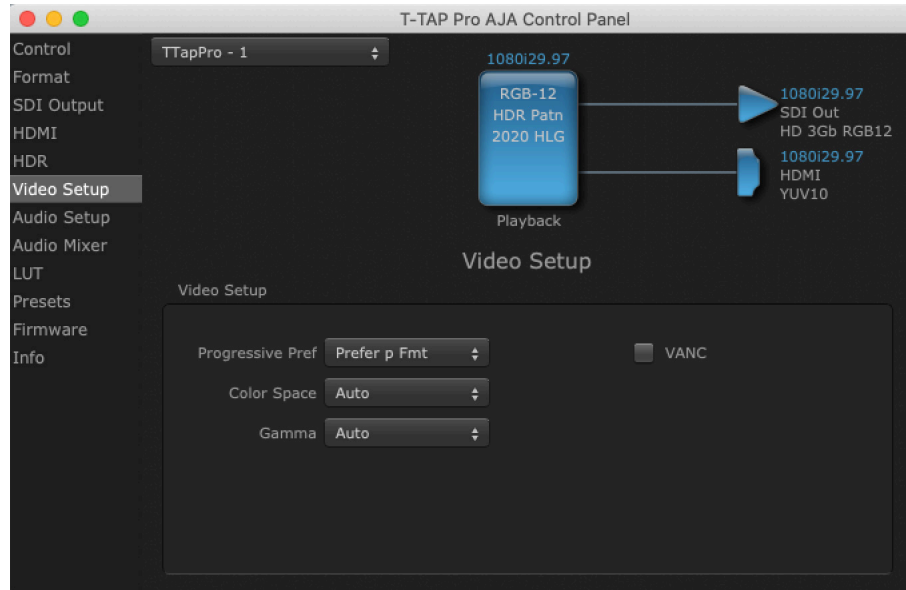 T-TAP Pro AJA Control Panel
Control
Format
SDI Output
HDMI
HDR
Video Setup
Audio Setup
Audio Mixer
LUT
Presets
Firmware
Info
TTapPro - 1
1080i29.97
RGB-12
HDR Patn
2020 HLG
Playback
1080i29.97
SDI Out
HD 3Gb RGB12
1080i29.97
HDMI
YUV10
Video Setup
Video Setup
Progressive Pref Prefer p Fmt
VANC
Color Space Auto
Gamma Auto